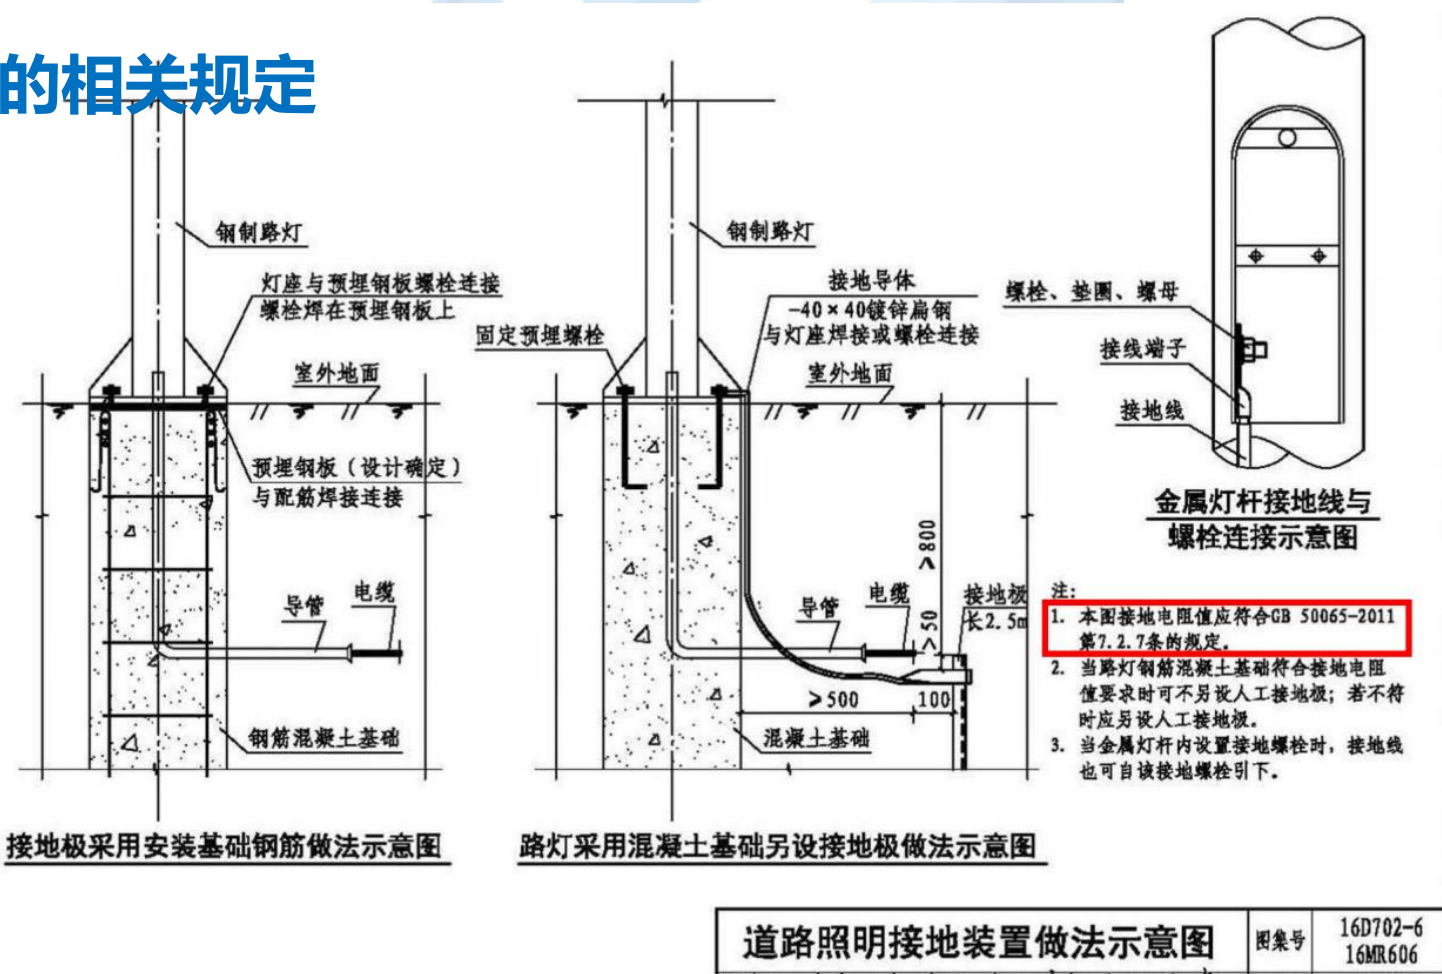 的相关规定
钢制路灯
灯座与预埋钢板螺栓连接
螺栓焊在预埋钢板上
室外地面
预埋钢板（设计确定）
与配筋焊接连接
导管
电缆
钢筋混凝土基础
接地极采用安装基础钢筋做法示意图
钢制路灯
接地导体
-40×40镀锌扁钢
与灯座焊接或螺栓连接
固定预埋螺栓
室外地面
>800
>50
导管
电缆
接地极
长2.5m
>500
100
混凝土基础
路灯采用混凝土基础另设接地极做法示意图
螺栓、垫圈、螺母
接线端子
接地线
金属灯杆接地线与
螺栓连接示意图
注：
1. 本图接地电阻值应符合GB 50065-2011
第7.2.7条的规定。
2. 当路灯钢筋混凝土基础符合接地电阻
值要求时可不另设人工接地极；若不符
时应另设人工接地极。
3. 当金属灯杆内设置接地螺栓时，接地线
也可自该接地螺栓引下。
道路照明接地装置做法示意图
图集号
16D702-6
16MR606